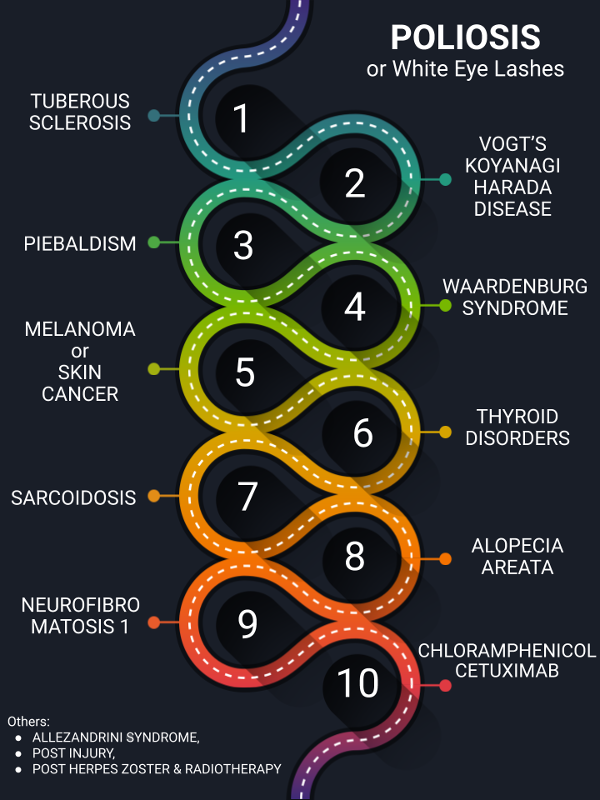 POLIOSIS
or White Eye Lashes
1
TUBEROUS
SCLEROSIS
2
VOGT'S
KOYANAGI
HARADA
DISEASE
3
PIEBALDISM
4
WAARDENBURG
SYNDROME
5
MELANOMA
or
SKIN
CANCER
6
THYROID
DISORDERS
7
SARCOIDOSIS
8
ALOPECIA
AREATA
9
NEUROFIBRO
MATOSIS 1
10
CHLORAMPHENICOL
CETUXIMAB
Others:
● ALLEZANDRINI SYNDROME,
● POST INJURY,
● POST HERPES ZOSTER & RADIOTHERAPY